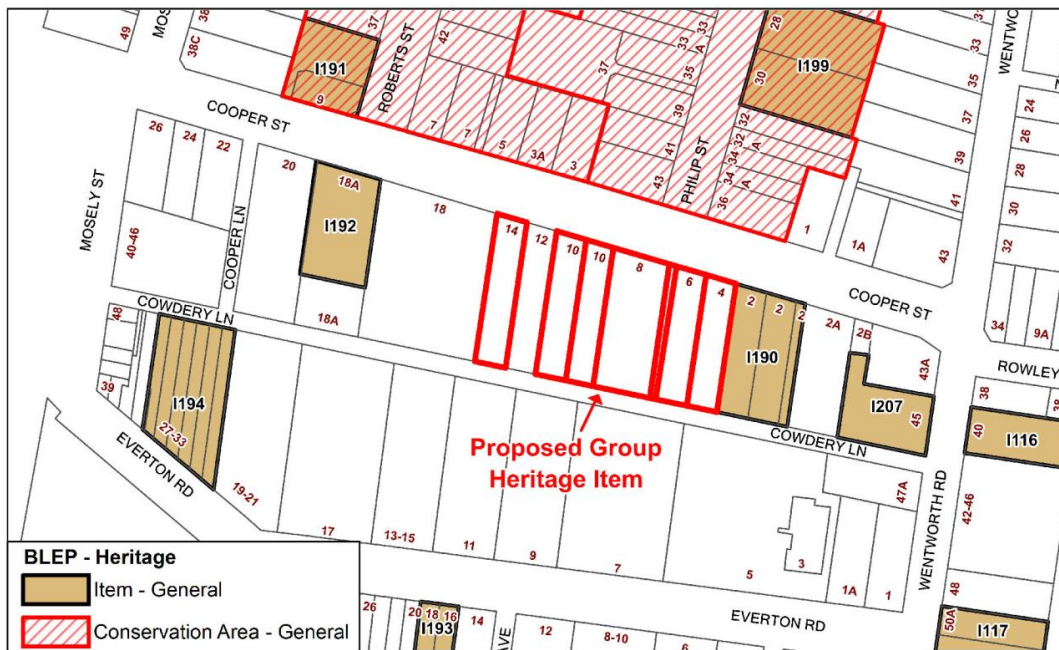 49
MOS
38C
37
I191
9
ROBERTS ST
42
7
7
5
3A
3
37
33
33
A
35
39
41
43
PHILIP ST
28
30
I199
32
32
A
34
34
A
36
1
1A
43
41
39
37
35
33
31
WENTWO
24
26
28
30
32
34
9A
COOPER ST
26
24
22
20
18A
I192
18
14
12
10
10
8
6
4
2
2
2
I190
2A
2B
COOPER ST
43A
45
I207
ROWLEY
38
38
40
I116
MOSELY ST
40-46
COOPER LN
18A
COWDERY LN
48
39
I194
27-33
EVERTON RD
19-21
17
13-15
11
9
7
5
3
1A
1
47A
COWDERY LN
WENTWORTH RD
42-46
48
50A
I117
Proposed Group
Heritage Item
EVERTON RD
26
20
18
16
I193
14
AVE
12
8-10
6
BLEP - Heritage
Item - General
Conservation Area - General